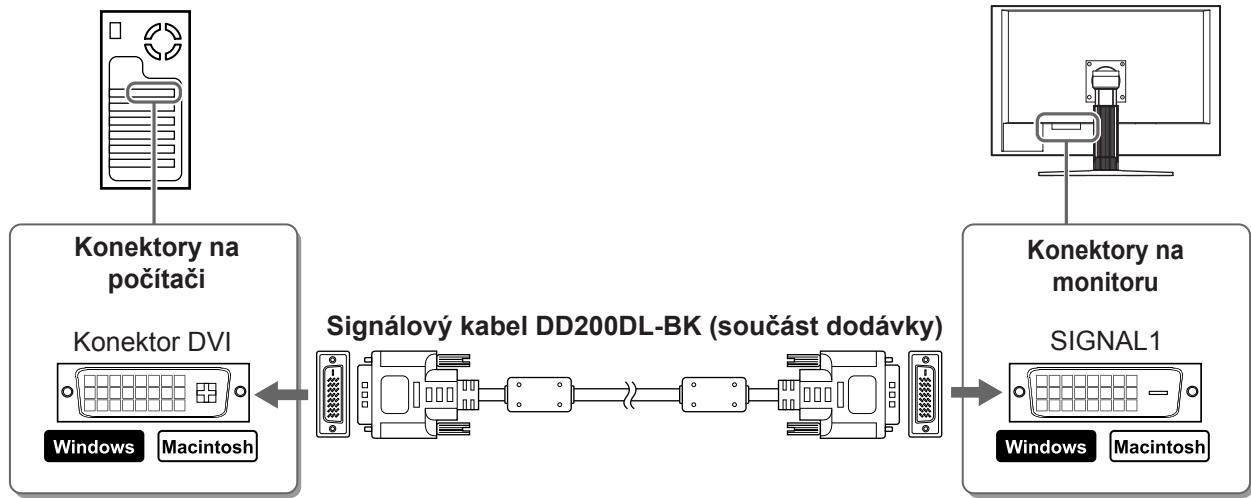 Konektory na
počítači
Konektor DVI
Windows Macintosh
Signálový kabel DD200DL-BK (součást dodávky)
Konektory na
monitoru
SIGNAL1
Windows Macintosh